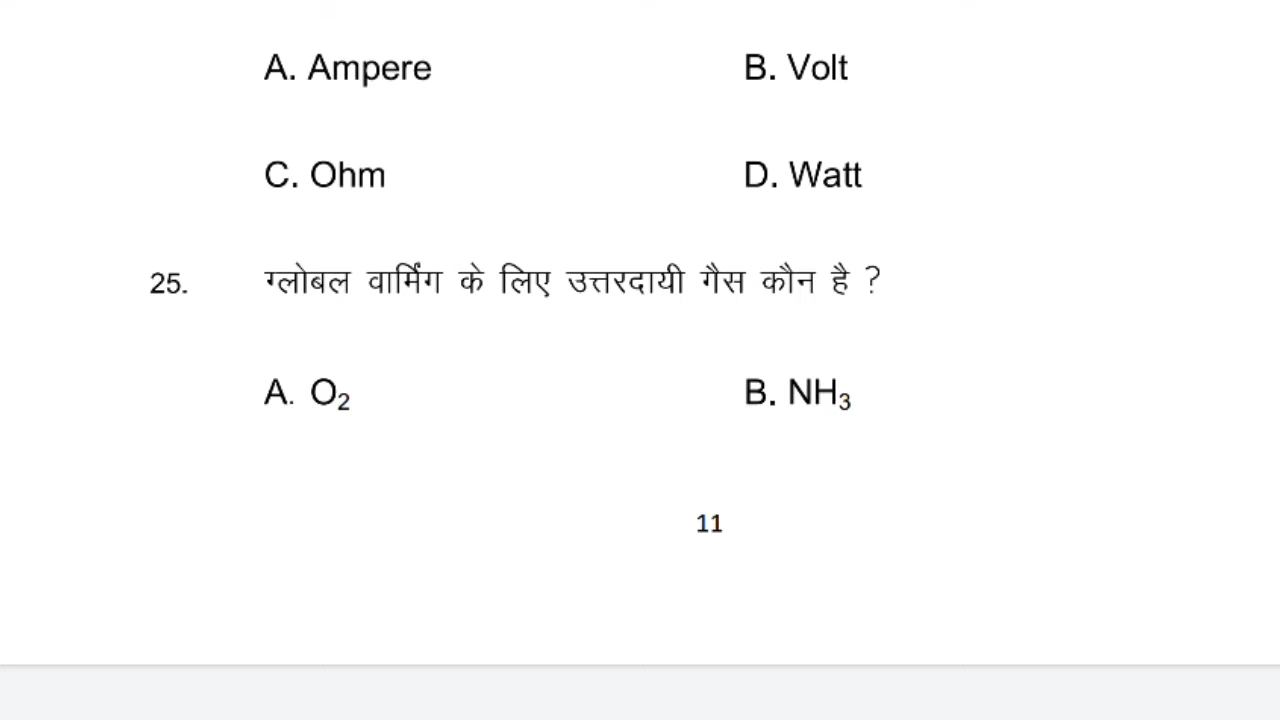 A. Ampere B. Volt
C. Ohm D. Watt
25. ग्लोबल वार्मिंग के लिए उत्तरदायी गैस कौन है ?
A. O₂ B. NH₃
11